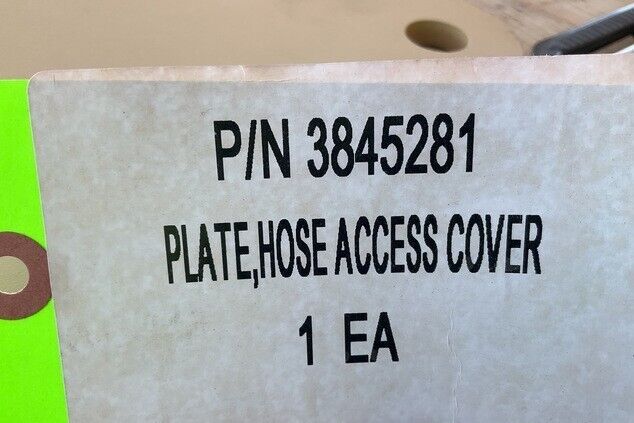 P/N 3845281
PLATE,HOSE ACCESS COVER
1 EA